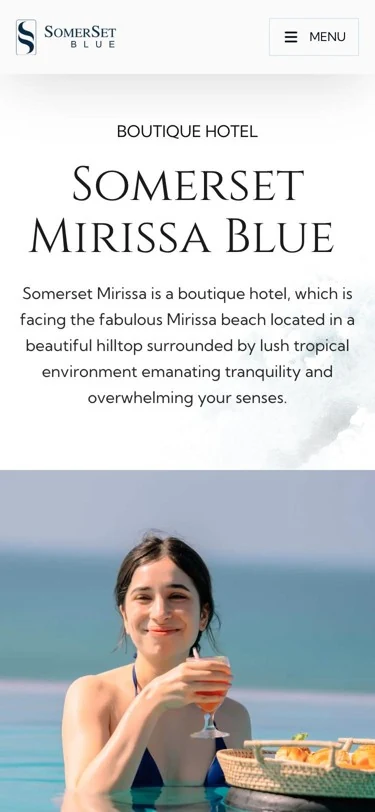 SOMERSET
BLUE
MENU
BOUTIQUE HOTEL
SOMERSET
MIRISSA BLUE
Somerset Mirissa is a boutique hotel, which is
facing the fabulous Mirissa beach located in a
beautiful hilltop surrounded by lush tropical
environment emanating tranquility and
overwhelming your senses.